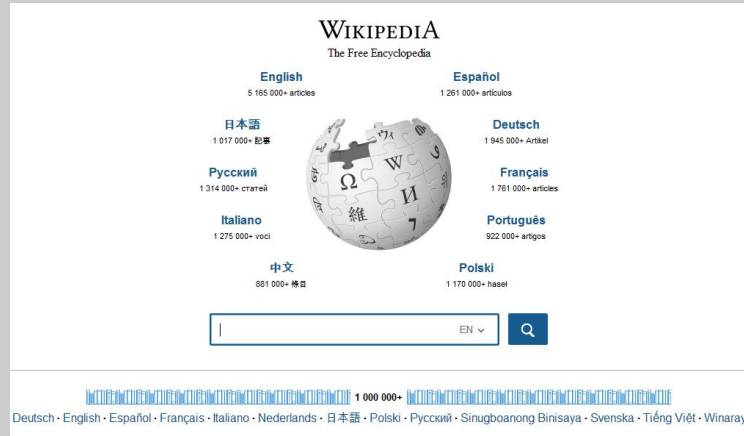 WIKIPEDIA
The Free Encyclopedia
English
5 165 000+ articles
Español
1 261 000+ artículos
日本語
1 017 000+ 記事
Deutsch
1 945 000+ Artikel
Русский
1 314 000+ статей
Français
1 761 000+ articles
Italiano
1 275 000+ voci
Português
922 000+ artigos
中文
881 000+ 條目
Polski
1 170 000+ haseł
Ω W И 維 7
EN
1 000 000+
Deutsch · English · Español · Français · Italiano · Nederlands · 日本語 · Polski · Русский · Sinugboanong Binisaya · Svenska · Tiếng Việt · Winaray